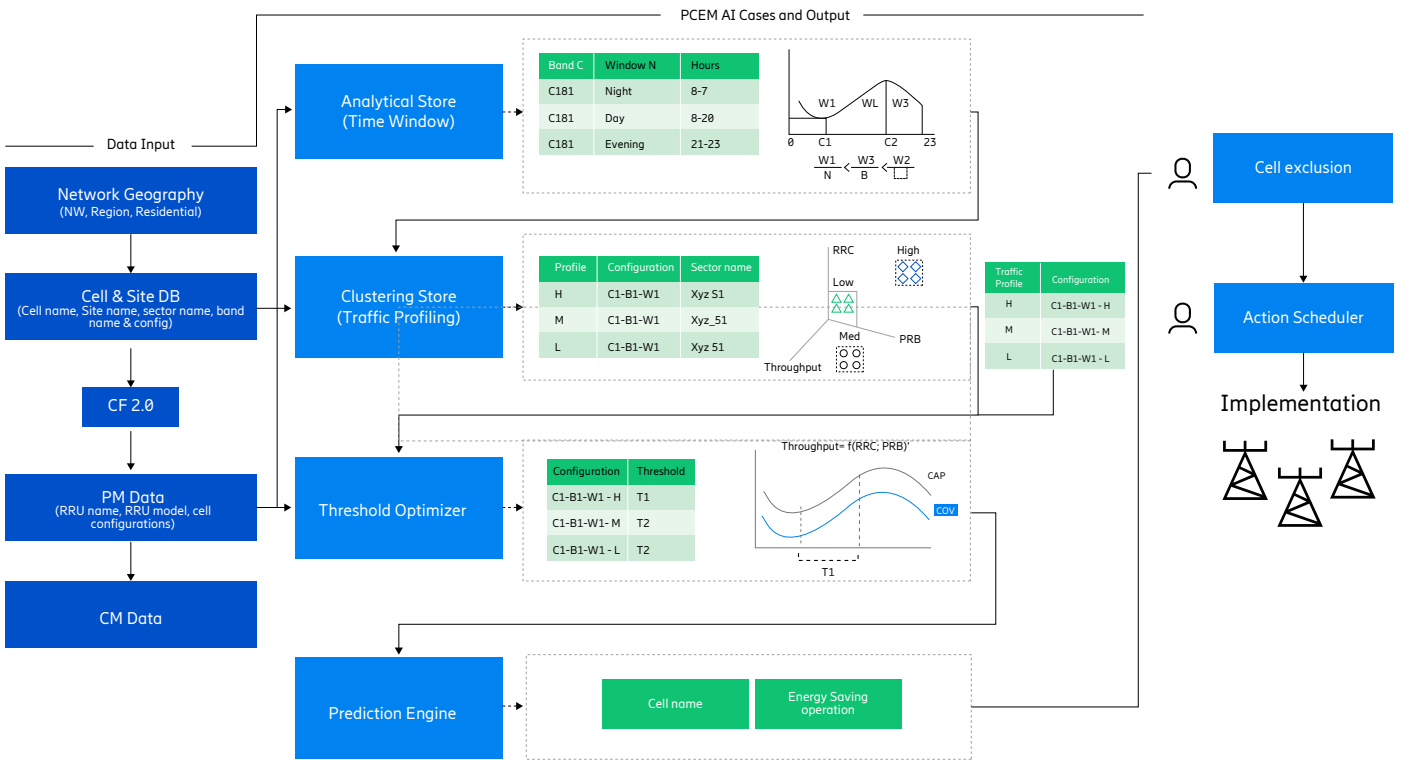 PCEM AI Cases and Output
Data Input
Network Geography
(NW, Region, Residential)
Cell & Site DB
(Cell name, Site name, sector name, band
name & config)
CF 2.0
PM Data
(RRU name, RRU model, cell
configurations)
CM Data
Analytical Store
(Time Window)
Band C Window N Hours
C181 Night 8-7
C181 Day 8-20
C181 Evening 21-23
W1 WL W3
0 C1 C2 23
W1 < W3 < W2
N B
Clustering Store
(Traffic Profiling)
Profile Configuration Sector name
H C1-B1-W1 Xyz S1
M C1-B1-W1 Xyz_51
L C1-B1-W1 Xyz 51
RRC
High
Low
Med
PRB
Throughput
Traffic
Profile
Configuration
H C1-B1-W1 - H
M C1-B1-W1- M
L C1-B1-W1 - L
Threshold Optimizer
Configuration Threshold
C1-B1-W1 - H T1
C1-B1-W1- M T2
C1-B1-W1 - L T2
Throughput= f(RRC; PRB)'
CAP
COV
T1
Prediction Engine
Cell name
Energy Saving
operation
Cell exclusion
Action Scheduler
Implementation